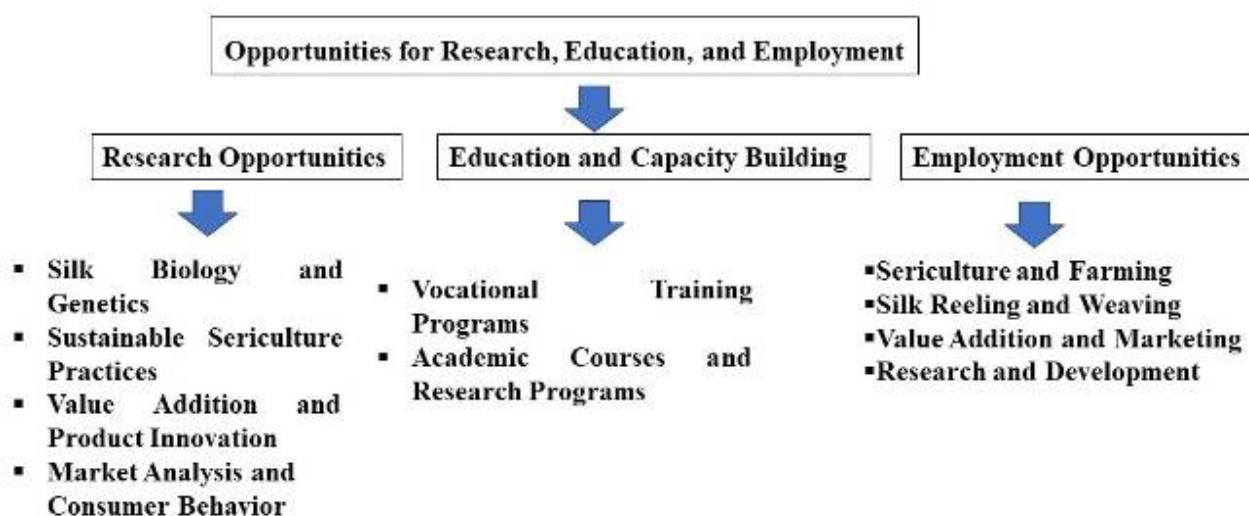 Opportunities for Research, Education, and Employment
Research Opportunities
Education and Capacity Building
Employment Opportunities
▪ Silk Biology and
Genetics
▪ Sustainable Sericulture
Practices
▪ Value Addition and
Product Innovation
▪ Market Analysis and
Consumer Behavior
▪ Vocational Training
Programs
▪ Academic Courses and
Research Programs
▪Sericulture and Farming
▪Silk Reeling and Weaving
▪Value Addition and Marketing
▪Research and Development